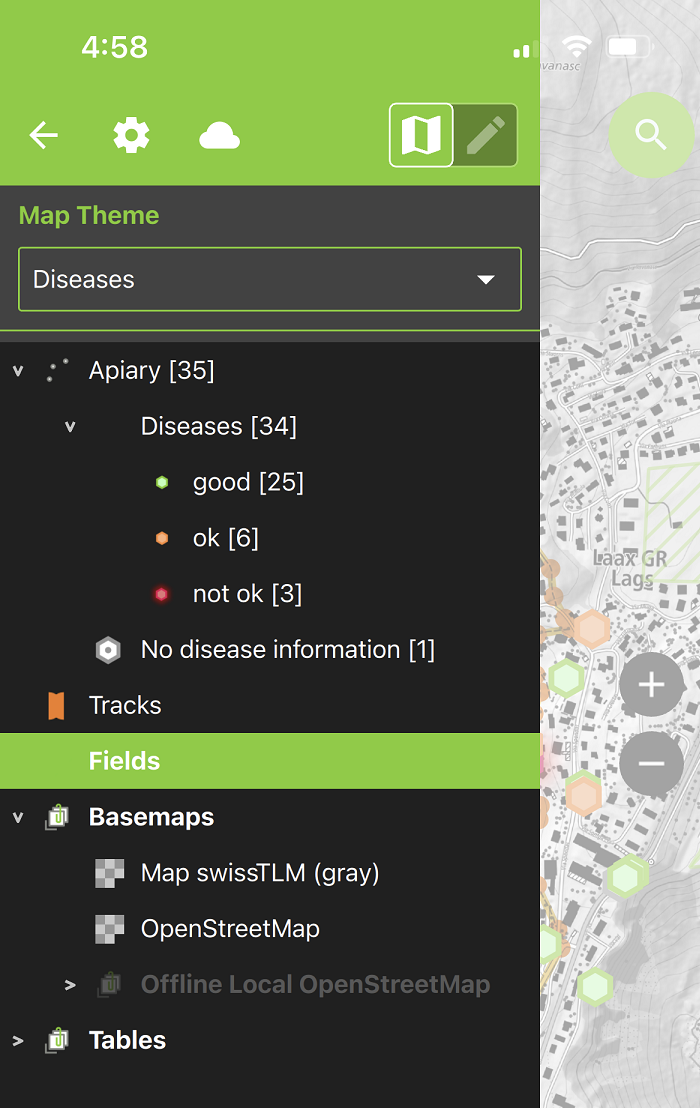 4:58
Map Theme
Diseases
Apiary [35]
Diseases [34]
good [25]
ok [6]
not ok [3]
No disease information [1]
Tracks
Fields
Basemaps
Map swissTLM (gray)
OpenStreetMap
Offline Local OpenStreetMap
Tables
Laax GR
Lags